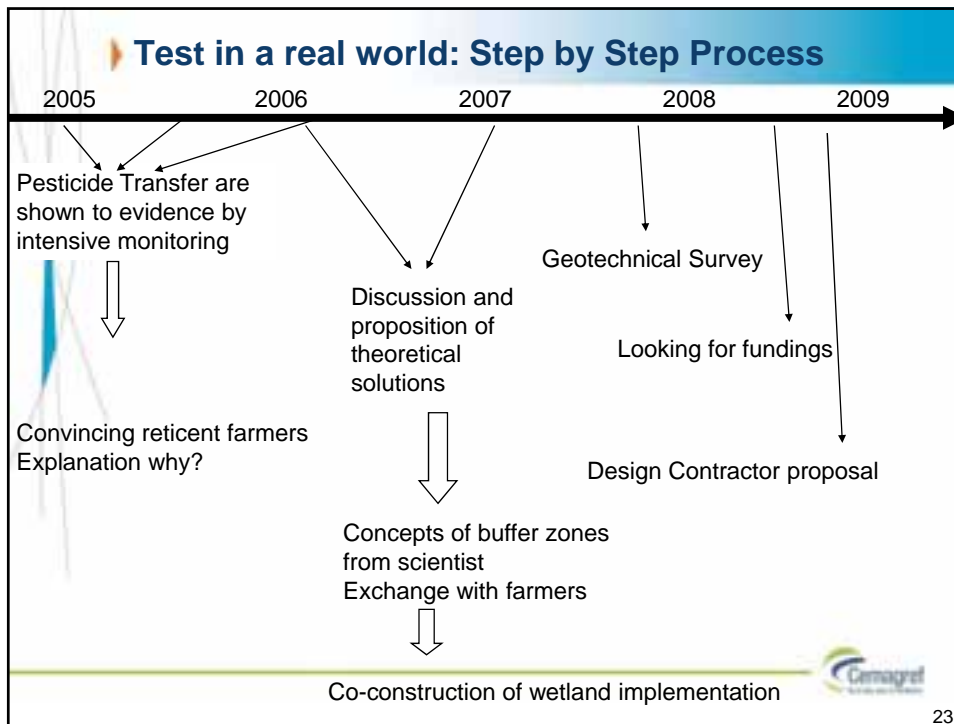 Test in a real world: Step by Step Process
2005 2006 2007 2008 2009
Pesticide Transfer are
shown to evidence by
intensive monitoring
Geotechnical Survey
Discussion and
proposition of
theoretical
solutions
Looking for fundings
Convincing reticent farmers
Explanation why?
Design Contractor proposal
Concepts of buffer zones
from scientist
Exchange with farmers
Co-construction of wetland implementation
Cemagref
23